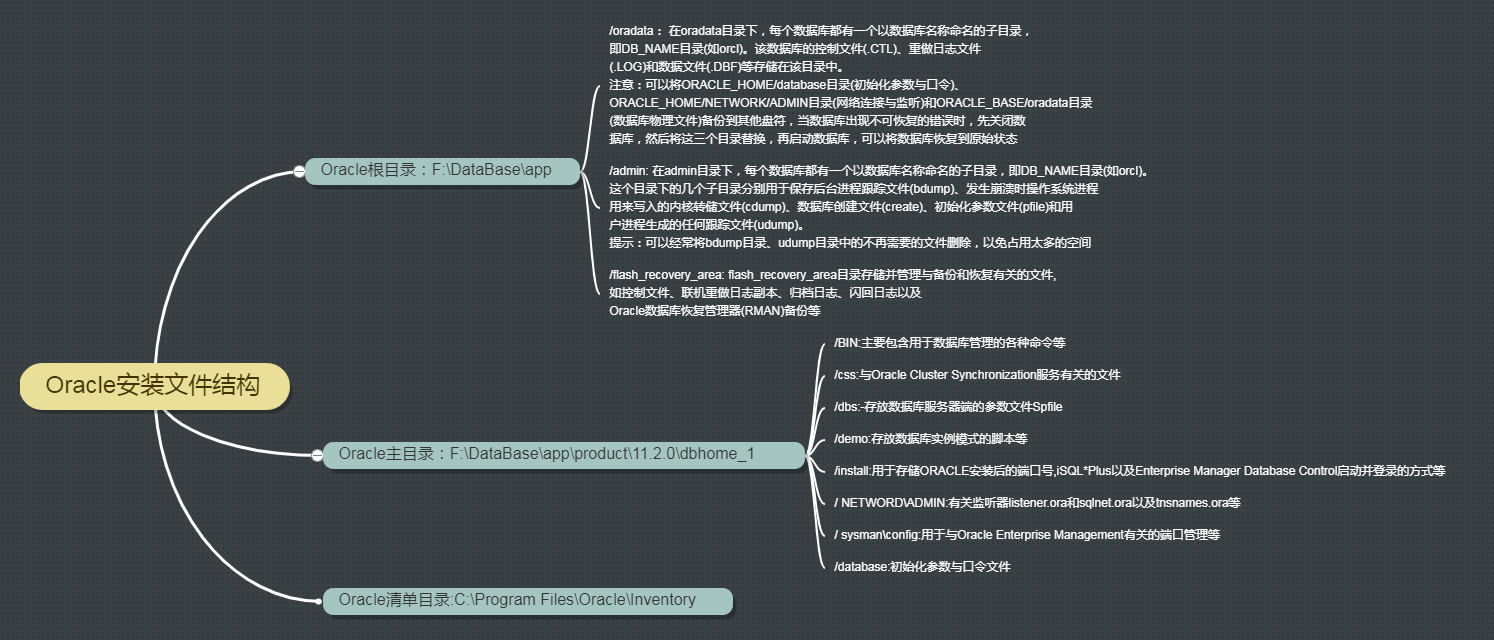 /oradata： 在oradata目录下，每个数据库都有一个以数据库名称命名的子目录，
即DB_NAME目录(如orcl)。该数据库的控制文件(.CTL)、重做日志文件
(.LOG)和数据文件(.DBF)等存储在该目录中。
注意：可以将ORACLE_HOME/database目录(初始化参数与口令)、
ORACLE_HOME/NETWORK/ADMIN目录(网络连接与监听)和ORACLE_BASE/oradata目录
(数据库物理文件)备份到其他盘符，当数据库出现不可恢复的错误时，先关闭数
据库，然后将这三个目录替换，再启动数据库，可以将数据库恢复到原始状态
Oracle根目录：F:\DataBase\app
/admin: 在admin目录下，每个数据库都有一个以数据库名称命名的子目录，即DB_NAME目录(如orcl)。
这个目录下的几个子目录分别用于保存后台进程跟踪文件(bdump)、发生崩溃时操作系统进程
用来写入的内核转储文件(cdump)、数据库创建文件(create)、初始化参数文件(pfile)和用
户进程生成的任何跟踪文件(udump)。
提示：可以经常将bdump目录、udump目录中的不再需要的文件删除，以免占用太多的空间
/flash_recovery_area: flash_recovery_area目录存储并管理与备份和恢复有关的文件,
如控制文件、联机重做日志副本、归档日志、闪回日志以及
Oracle数据库恢复管理器(RMAN)备份等
Oracle安装文件结构
/BIN:主要包含用于数据库管理的各种命令等
/css:与Oracle Cluster Synchronization服务有关的文件
/dbs:-存放数据库服务器端的参数文件Spfile
/demo:存放数据库实例模式的脚本等
Oracle主目录：F:\DataBase\app\product\11.2.0\dbhome_1
/install:用于存储ORACLE安装后的端口号,iSQL*Plus以及Enterprise Manager Database Control启动并登录的方式等
/ NETWORD\ADMIN:有关监听器listener.ora和sqlnet.ora以及tnsnames.ora等
/ sysman\config:用于与Oracle Enterprise Management有关的端口管理等
/database:初始化参数与口令文件
Oracle清单目录:C:\Program Files\Oracle\Inventory